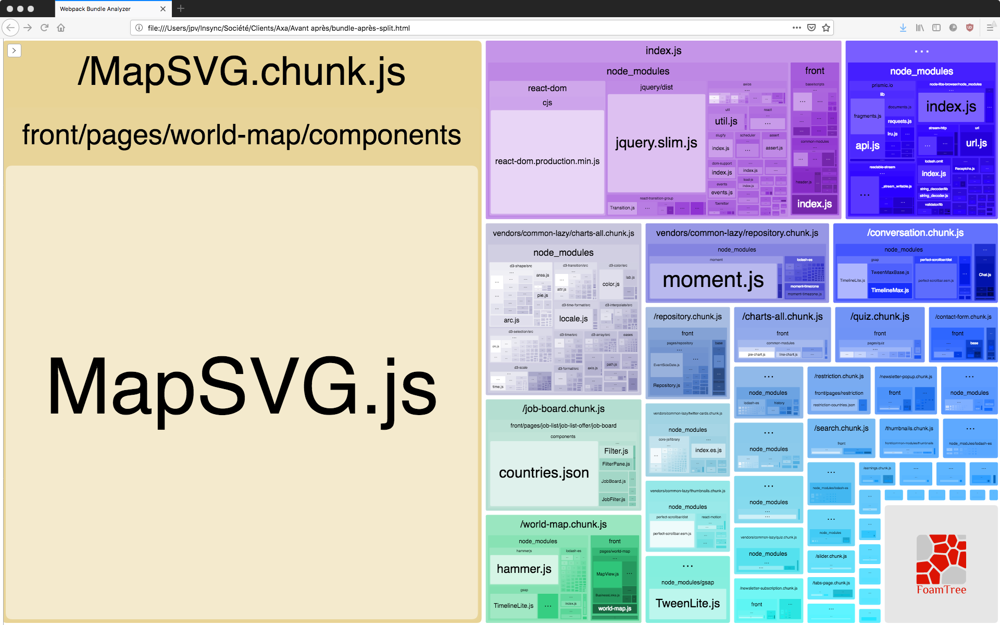 Webpack Bundle Analyzer
file:///Users/jpv/Insync/Société/Clients/Axa/Avant après/bundle-après-split.html
/MapSVG.chunk.js
front/pages/world-map/components
MapSVG.js
index.js
node_modules
react-dom
cjs
react-dom.production.min.js
jquery/dist
jquery.slim.js
react-transition-group
Transition.js
axios
util
util.js
react
slugify
index.js
scheduler
assert
assert.js
dom-support
index.js
index.js
events
events.js
load-js
index.js
fbemitter
front
base/scripts
common-modules
header.js
index.js
...
node_modules
prismic.io
lib
fragments.js
documents.js
requests.js
lru.js
api.js
readable-stream
_stream_writable.js
node-libs-browser/node_modules
index.js
stream-http
url
url.js
lodash.omit
index.js
Recaptcha.js
string_decoder/lib
string_decoder.js
validator/lib
vendors/common-lazy/charts-all.chunk.js
node_modules
d3-shape/src
area.js
pie.js
arc.js
d3-transition/src
attr.js
d3-color/src
color.js
lab.js
d3-time-format/src
locale.js
d3-interpolate/src
d3-selection/src
on.js
d3-time/src
d3-array/src
eases
d3-scale
time.js
d3-format/src
axis.js
path.js
vendors/common-lazy/repository.chunk.js
node_modules
moment
moment.js
lodash-es
moment-timezone
moment-timezone.js
/conversation.chunk.js
node_modules
gsap
TimelineLite.js
TweenMaxBase.js
TimelineMax.js
perfect-scrollbar/dist
perfect-scrollbar.esm.js
Chat.js
/repository.chunk.js
front
pages/repository
base
EventSideDate.js
Repository.js
/charts-all.chunk.js
front
common-modules
pie-chart.js
line-chart.js
/quiz.chunk.js
front
pages/quiz
/contact-form.chunk.js
front
base
...
node_modules
lodash-es
history
/restriction.chunk.js
front/pages/restriction
restriction-countries.json
/newsletter-popup.chunk.js
front
...
node_modules
/job-board.chunk.js
front/pages/job-list/job-list-offer/job-board
components
countries.json
Filter.js
FilterPane.js
JobBoard.js
JobFilter.js
vendors/common-lazy/twitter-cards.chunk.js
node_modules
core-js/library
index.es.js
...
node_modules
/search.chunk.js
front
/thumbnails.chunk.js
front/common-modules/thumbnails
...
node_modules/lodash-es
...
node_modules/lodash-es
/earnings.chunk.js
vendors/common-lazy/thumbnails.chunk.js
node_modules
perfect-scrollbar/dist
perfect-scrollbar.esm.js
react-motion
...
node_modules
...
node_modules
/world-map.chunk.js
node_modules
hammerjs
hammer.js
lodash-es
gsap
TimelineLite.js
index.js
front
pages/world-map
MapView.js
BusinessLinks.js
world-map.js
vendors/common-lazy/quiz.chunk.js
node_modules
/slider.chunk.js
...
node_modules/gsap
TweenLite.js
/newsletter-subscription.chunk.js
front
/tabs-page.chunk.js
FoamTree